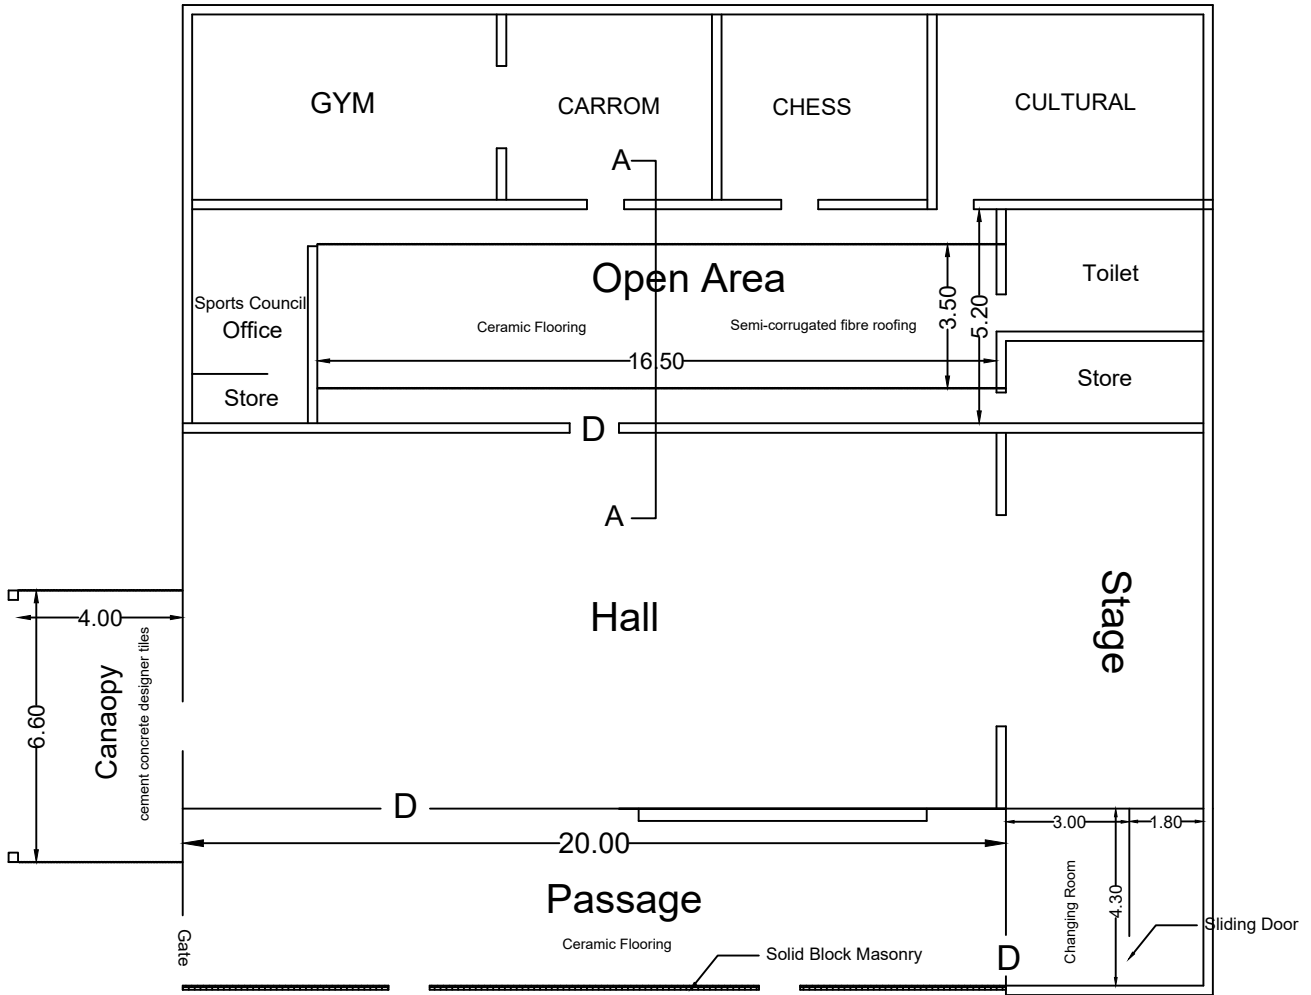 GYM
CARROM
CHESS
CULTURAL
A
Open Area
Toilet
Sports Council
Office
Ceramic Flooring
Semi-corrugated fibre roofing
3.50
5.20
16.50
Store
Store
D
A
Hall
Stage
4.00
6.60
Canaopy
cement concrete designer tiles
D
20.00
3.00
1.80
Passage
Changing Room
4.30
Sliding Door
Gate
Ceramic Flooring
Solid Block Masonry
D